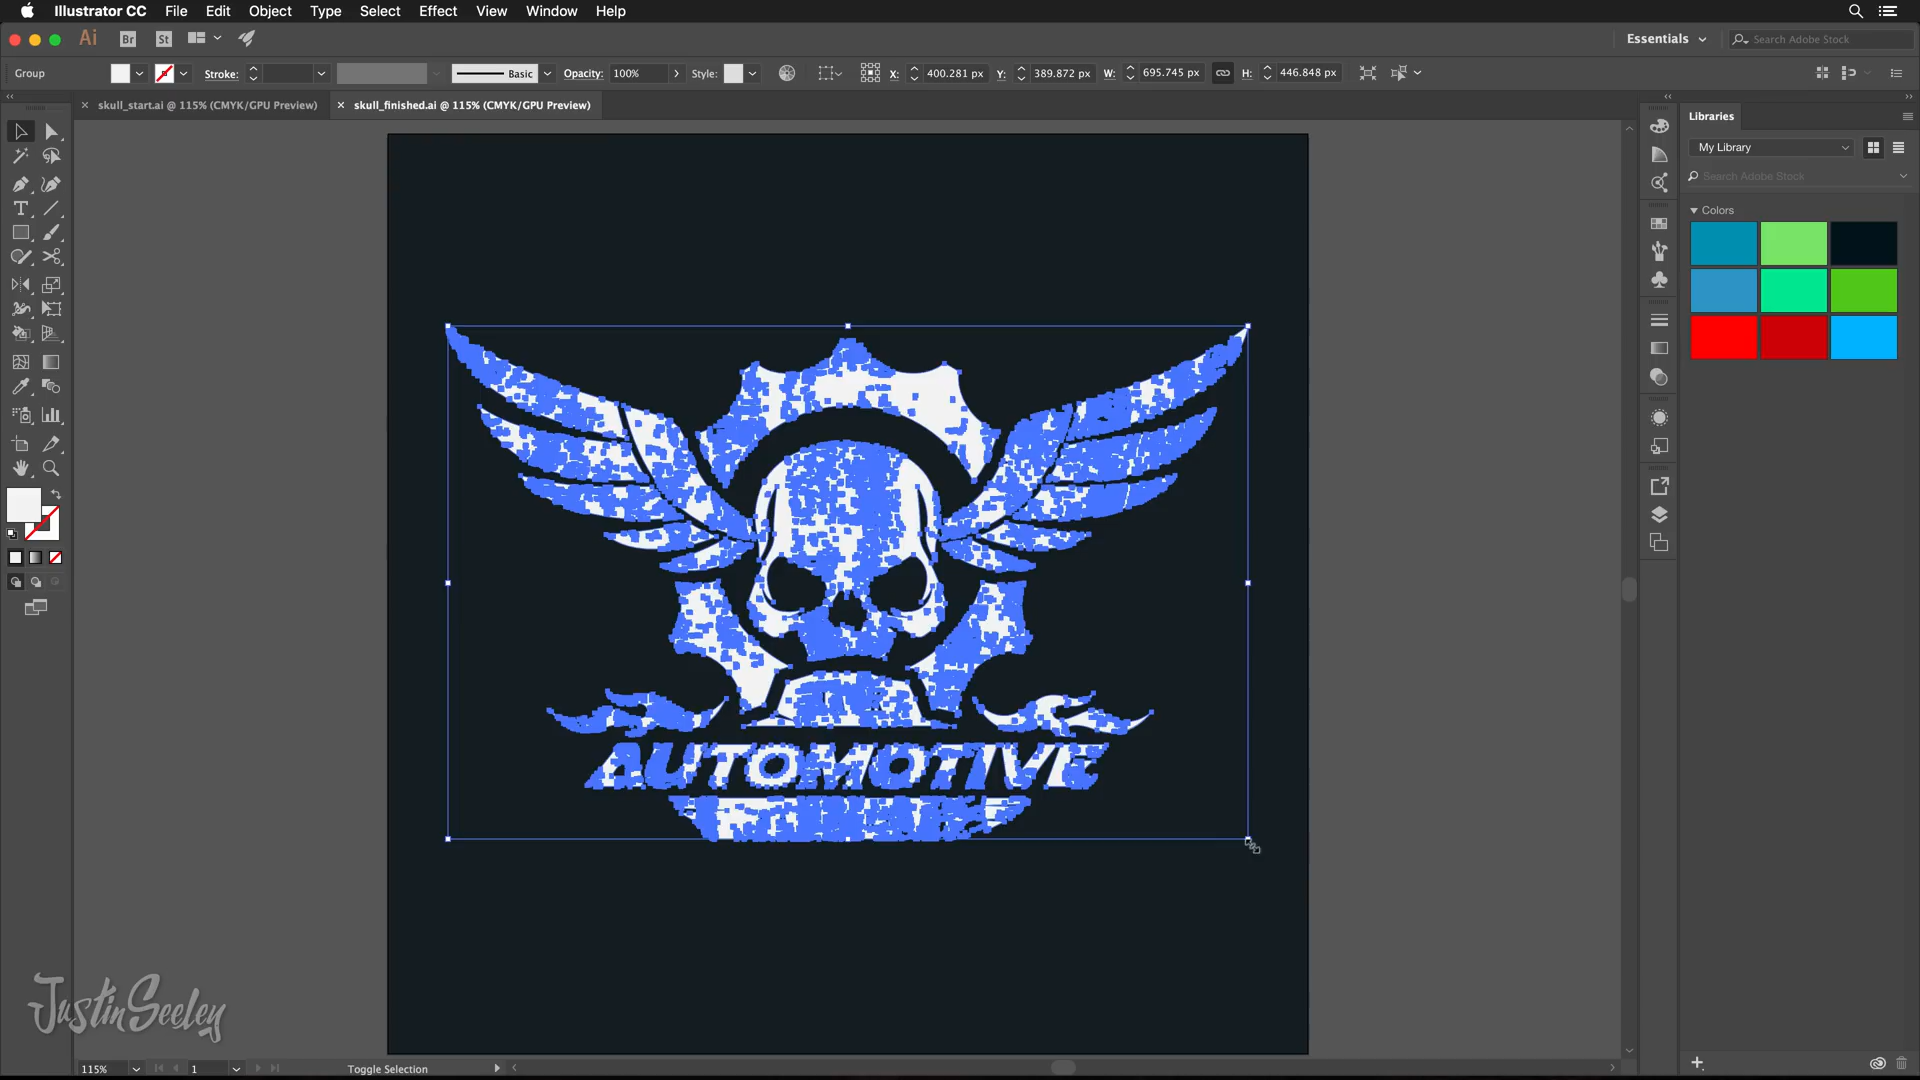 Illustrator CC File Edit Object Type Select Effect View Window Help
Ai Br St Essentials Search Adobe Stock
Group Stroke: Basic Opacity: 100% Style: X: 400.281 px Y: 389.872 px W: 695.745 px H: 446.848 px
skull_start.ai @ 115% (CMYK/GPU Preview) skull_finished.ai @ 115% (CMYK/GPU Preview)
Libraries
My Library
Search Adobe Stock
Colors
AUTOMOTIVE
JustinSeeley
115% 1 Toggle Selection